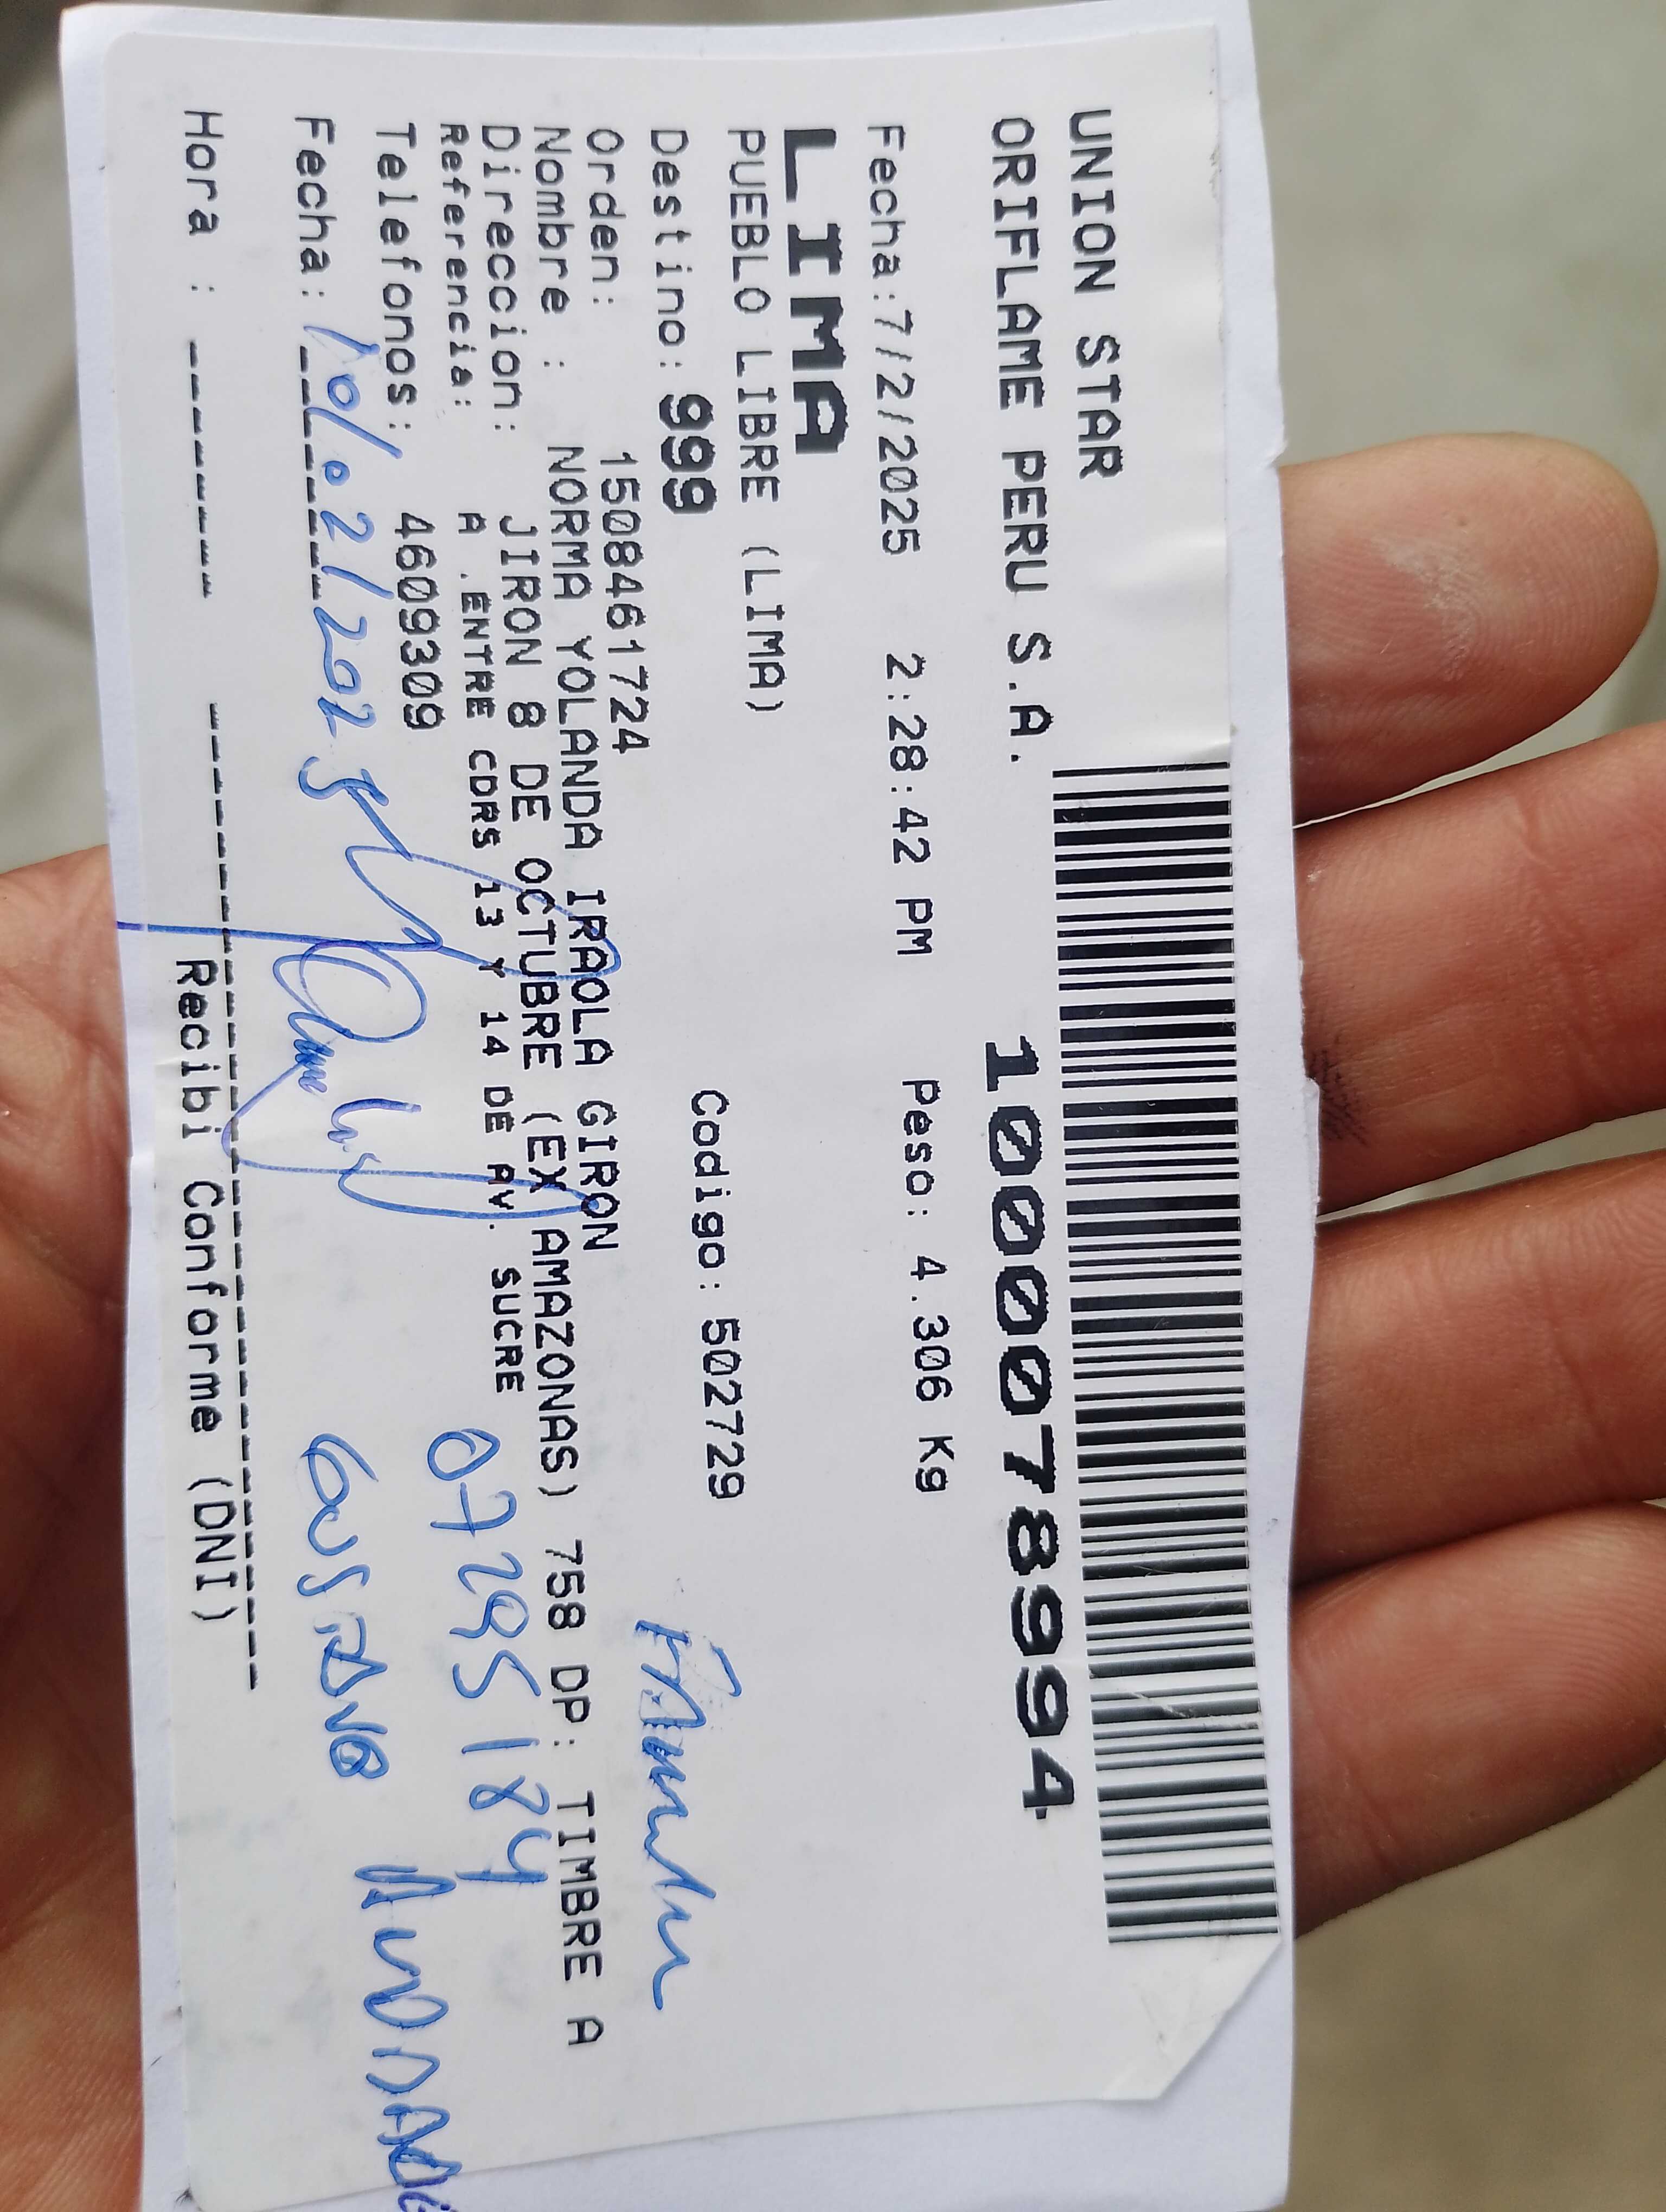 UNION STAR
ORIFLAME PERU S.A. 1000078994
Fecha:7/2/2025 2:28:42 PM Peso: 4.306 Kg
LIMA
PUEBLO LIBRE (LIMA)
Destino: 999 Codigo: 502729
Orden: 1508461724
Nombre : NORMA YOLANDA IRAOLA GIRON
Direccion: JIRON 8 DE OCTUBRE (EX AMAZONAS) 758 DP: TIMBRE A
Referencia: A .ENTRE CDRS 13 Y 14 DE AV. SUCRE
Telefonos: 4609309 07295184
Fecha: 10/02/2025
Hora :
Recibi Conforme (DNI)